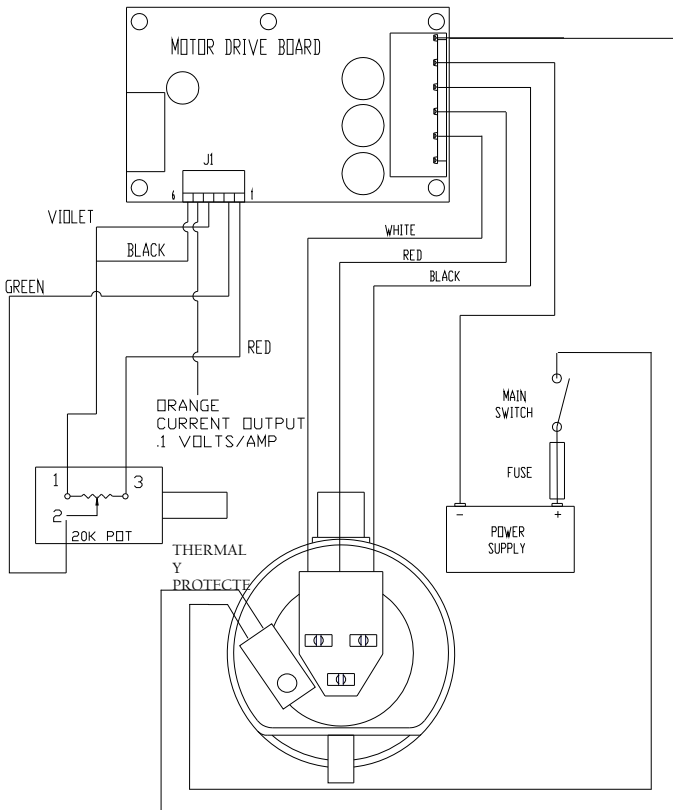 MOTOR DRIVE BOARD
J1
6
1
VIOLET
BLACK
GREEN
RED
WHITE
RED
BLACK
ORANGE
CURRENT OUTPUT
.1 VOLTS/AMP
MAIN
SWITCH
FUSE
- +
POWER
SUPPLY
1 3
2
20K POT
THERMAL
Y
PROTECTE